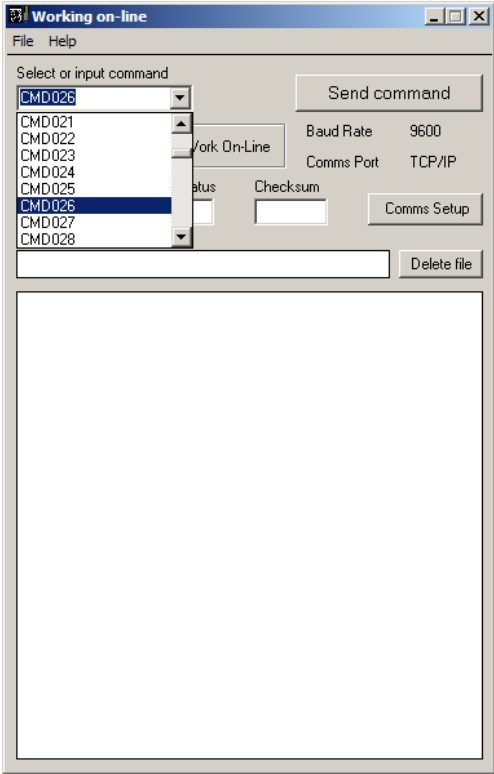 Working on-line
File Help
Select or input command
CMD026
Send command
CMD021
CMD022
CMD023
CMD024
CMD025
CMD026
CMD027
CMD028
On-Line
Baud Rate 9600
Comms Port TCP/IP
Checksum
Comms Setup
Delete file